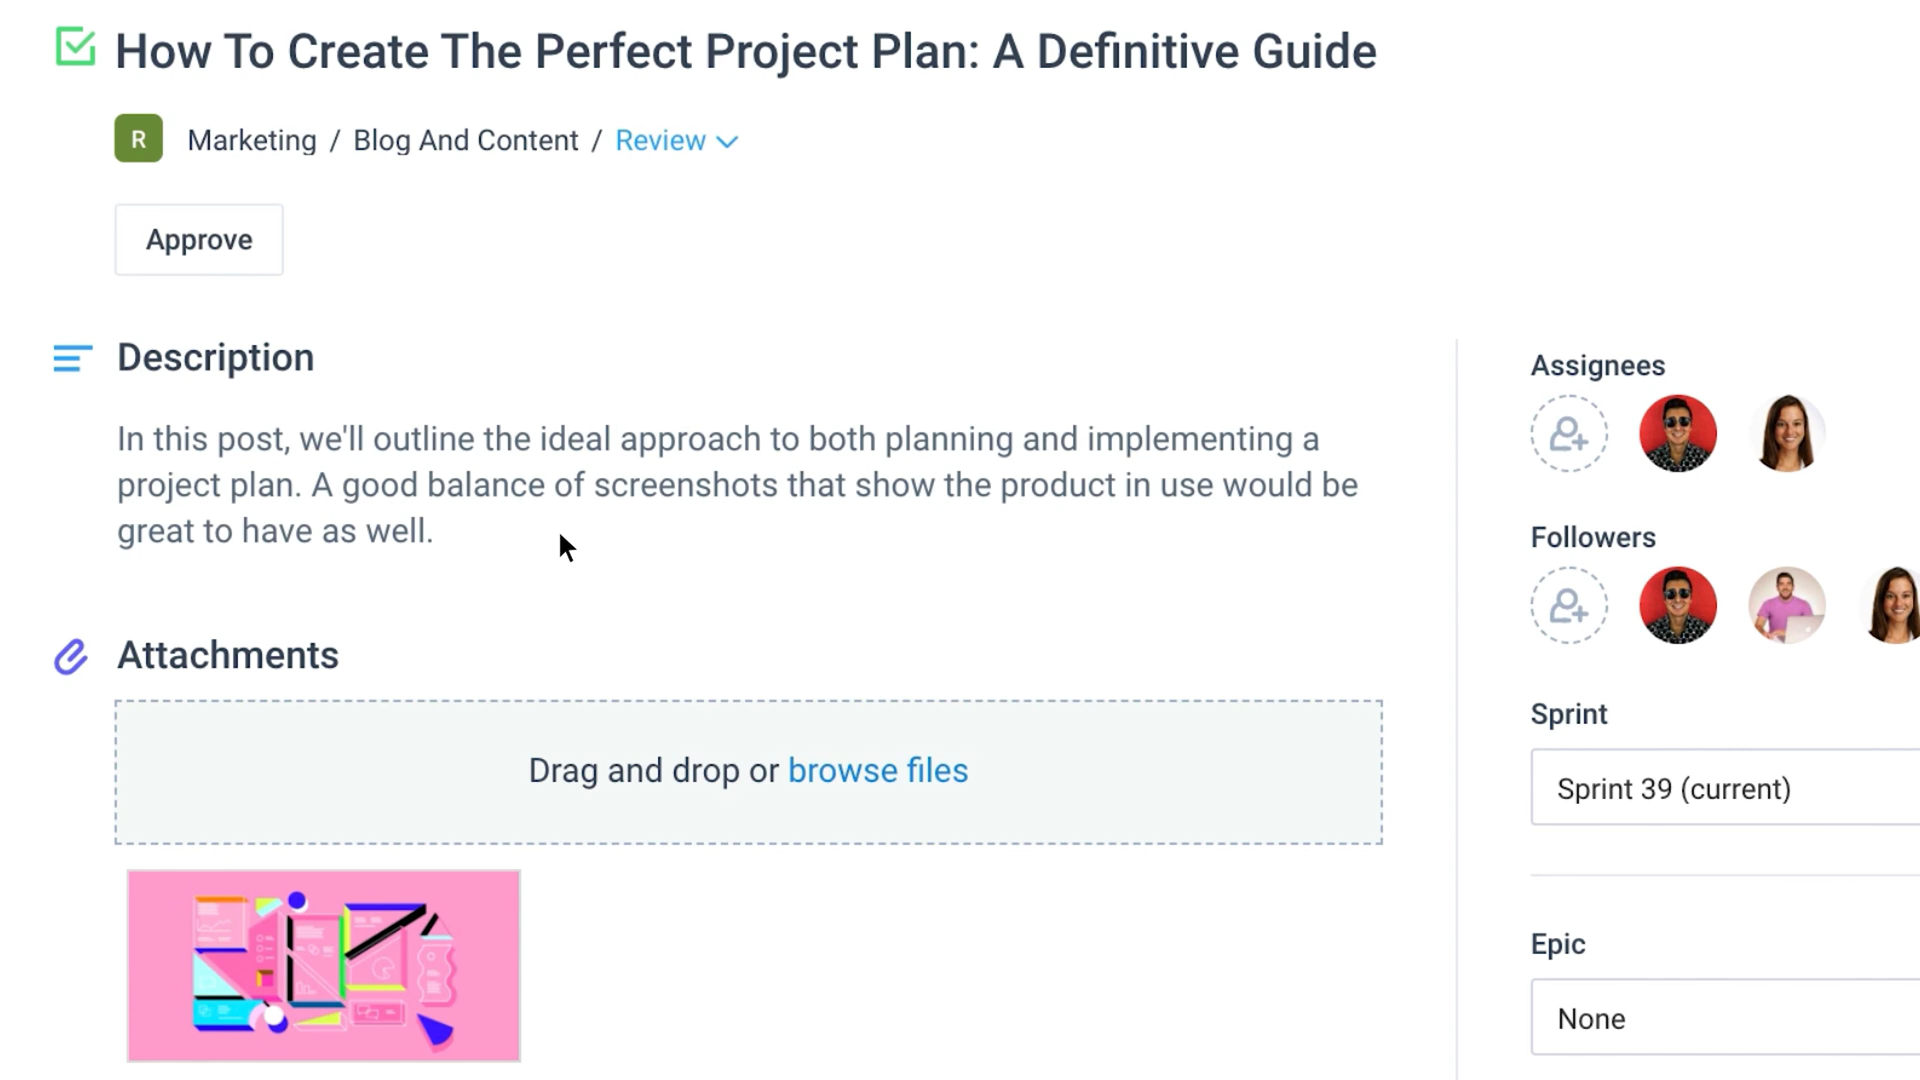 How To Create The Perfect Project Plan: A Definitive Guide
R
Marketing / Blog And Content / Review
Approve
Description
In this post, we'll outline the ideal approach to both planning and implementing a
project plan. A good balance of screenshots that show the product in use would be
great to have as well.
Attachments
Drag and drop or browse files
Assignees
Followers
Sprint
Sprint 39 (current)
Epic
None